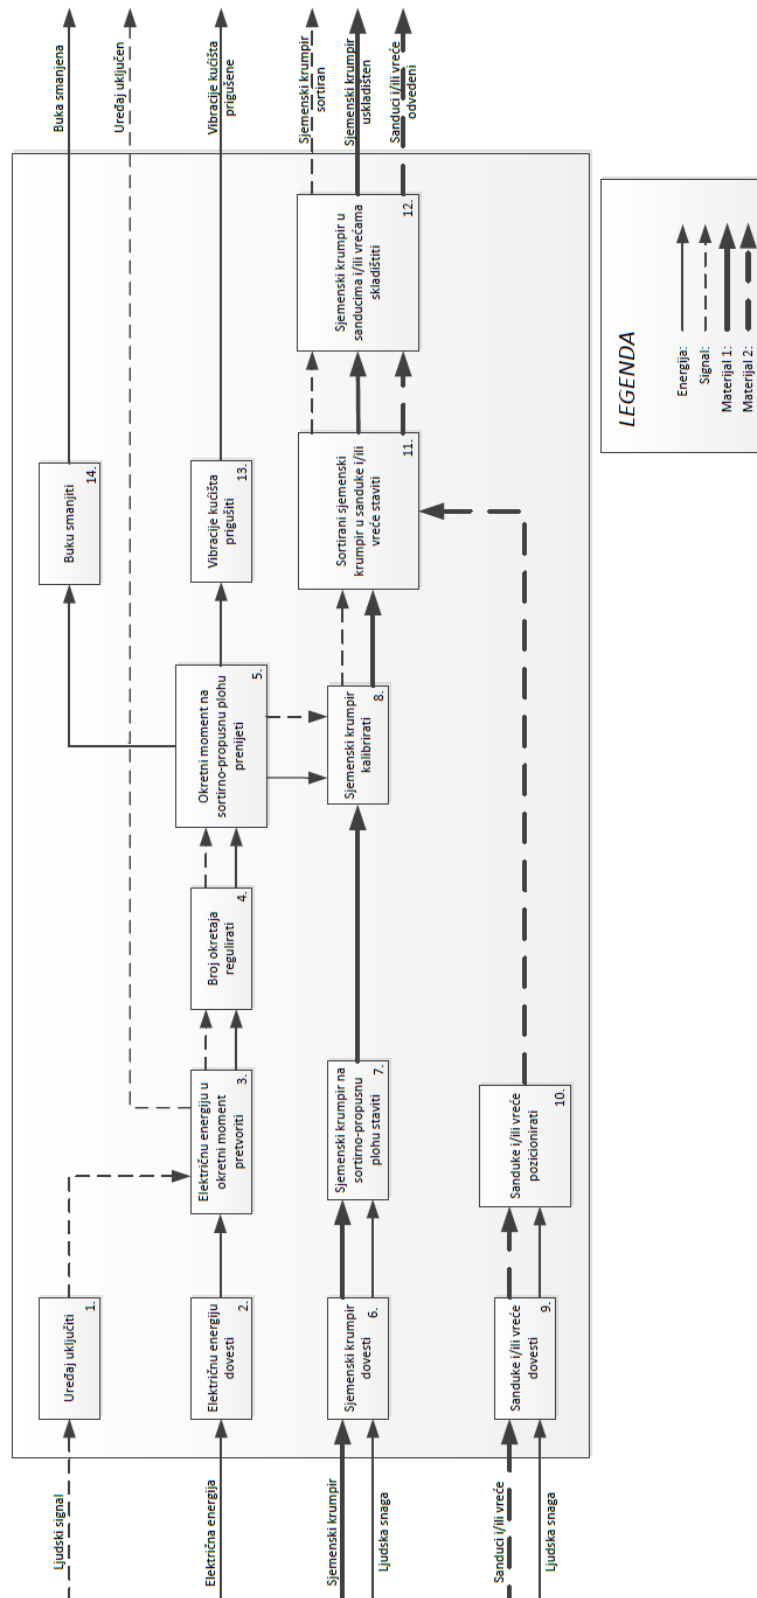 Ljudski signal
Uređaj uključiti
1.
Buku smanjiti
14.
Buka smanjena
Uređaj uključen
Električna energija
Električnu energiju
dovesti
2.
Električnu energiju u
okretni moment
pretvoriti
3.
Broj okretaja
regulirati
4.
Okretni moment na
sortirno-propusnu plohu
prenijeti
5.
Vibracije kućišta
prigušiti
13.
Vibracije kućišta
prigušene
Sjemenski krumpir
Ljudska snaga
Sjemenski krumpir
dovesti
6.
Sjemenski krumpir na
sortirno-propusnu
plohu staviti
7.
Sjemenski krumpir
kalibrirati
8.
Sortirani sjemenski
krumpir u sanduke i/ili
vreće staviti
11.
Sjemenski krumpir u
sanducima i/ili vrećama
skladištiti
12.
Sjemenski krumpir
sortiran
Sjemenski krumpir
uskladišten
Sanduci i/ili vreće
odvedeni
Sanduci i/ili vreće
Ljudska snaga
Sanduke i/ili vreće
dovesti
9.
Sanduke i/ili vreće
pozicionirati
10.
LEGENDA
Energija:
Signal:
Materijal 1:
Materijal 2: